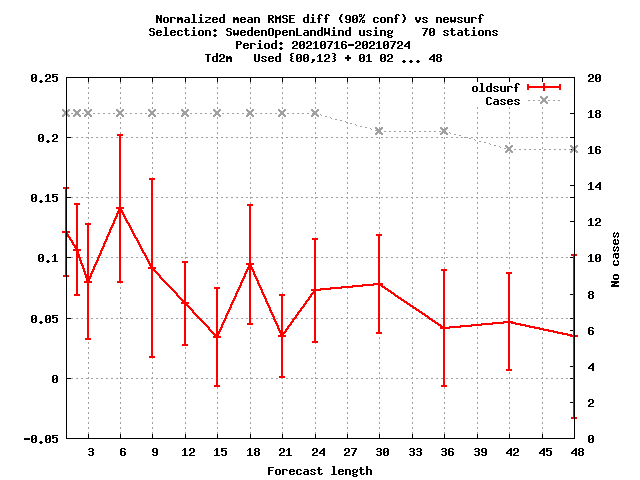 Normalized mean RMSE diff (90% conf) vs newsurf
Selection: SwedenOpenLandWind using    70 stations
Period: 20210716-20210724
Td2m   Used {00,12} + 01 02 ... 48
0.25
0.2
0.15
0.1
0.05
0
-0.05
20
18
16
14
12
10
8
6
4
2
0
oldsurf
Cases
No cases
3 6 9 12 15 18 21 24 27 30 33 36 39 42 45 48
Forecast length